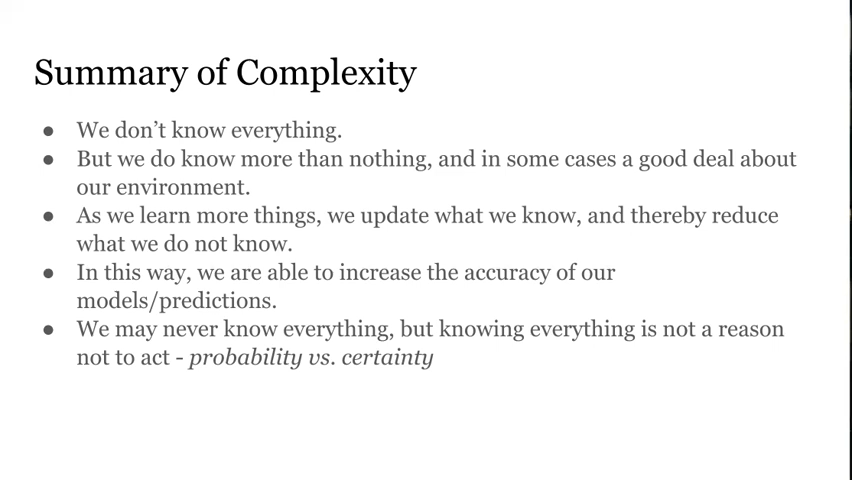 Summary of Complexity
● We don’t know everything.
● But we do know more than nothing, and in some cases a good deal about
our environment.
● As we learn more things, we update what we know, and thereby reduce
what we do not know.
● In this way, we are able to increase the accuracy of our
models/predictions.
● We may never know everything, but knowing everything is not a reason
not to act - probability vs. certainty